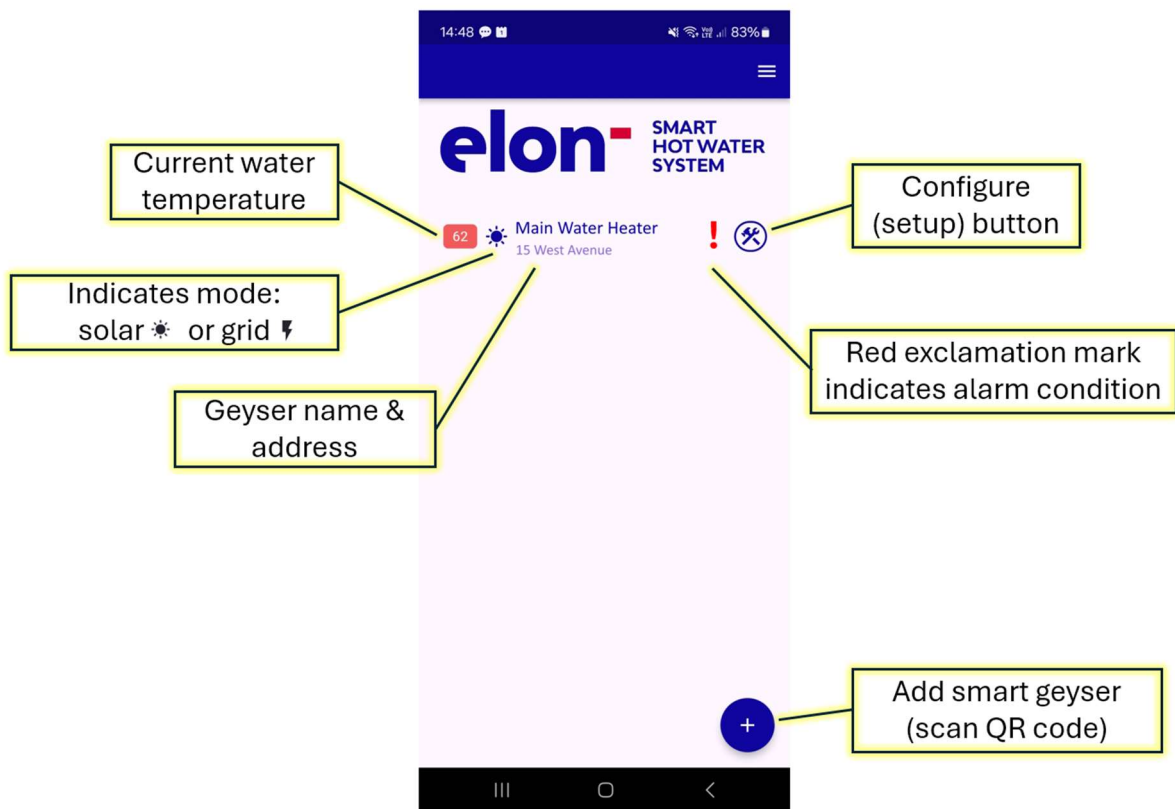 14:48
83%
elon
SMART
HOT WATER
SYSTEM
Current water
temperature
Configure
(setup) button
62
Main Water Heater
15 West Avenue
!
Indicates mode:
solar ☀ or grid
Red exclamation mark
indicates alarm condition
Geyser name &
address
Add smart geyser
(scan QR code)
+